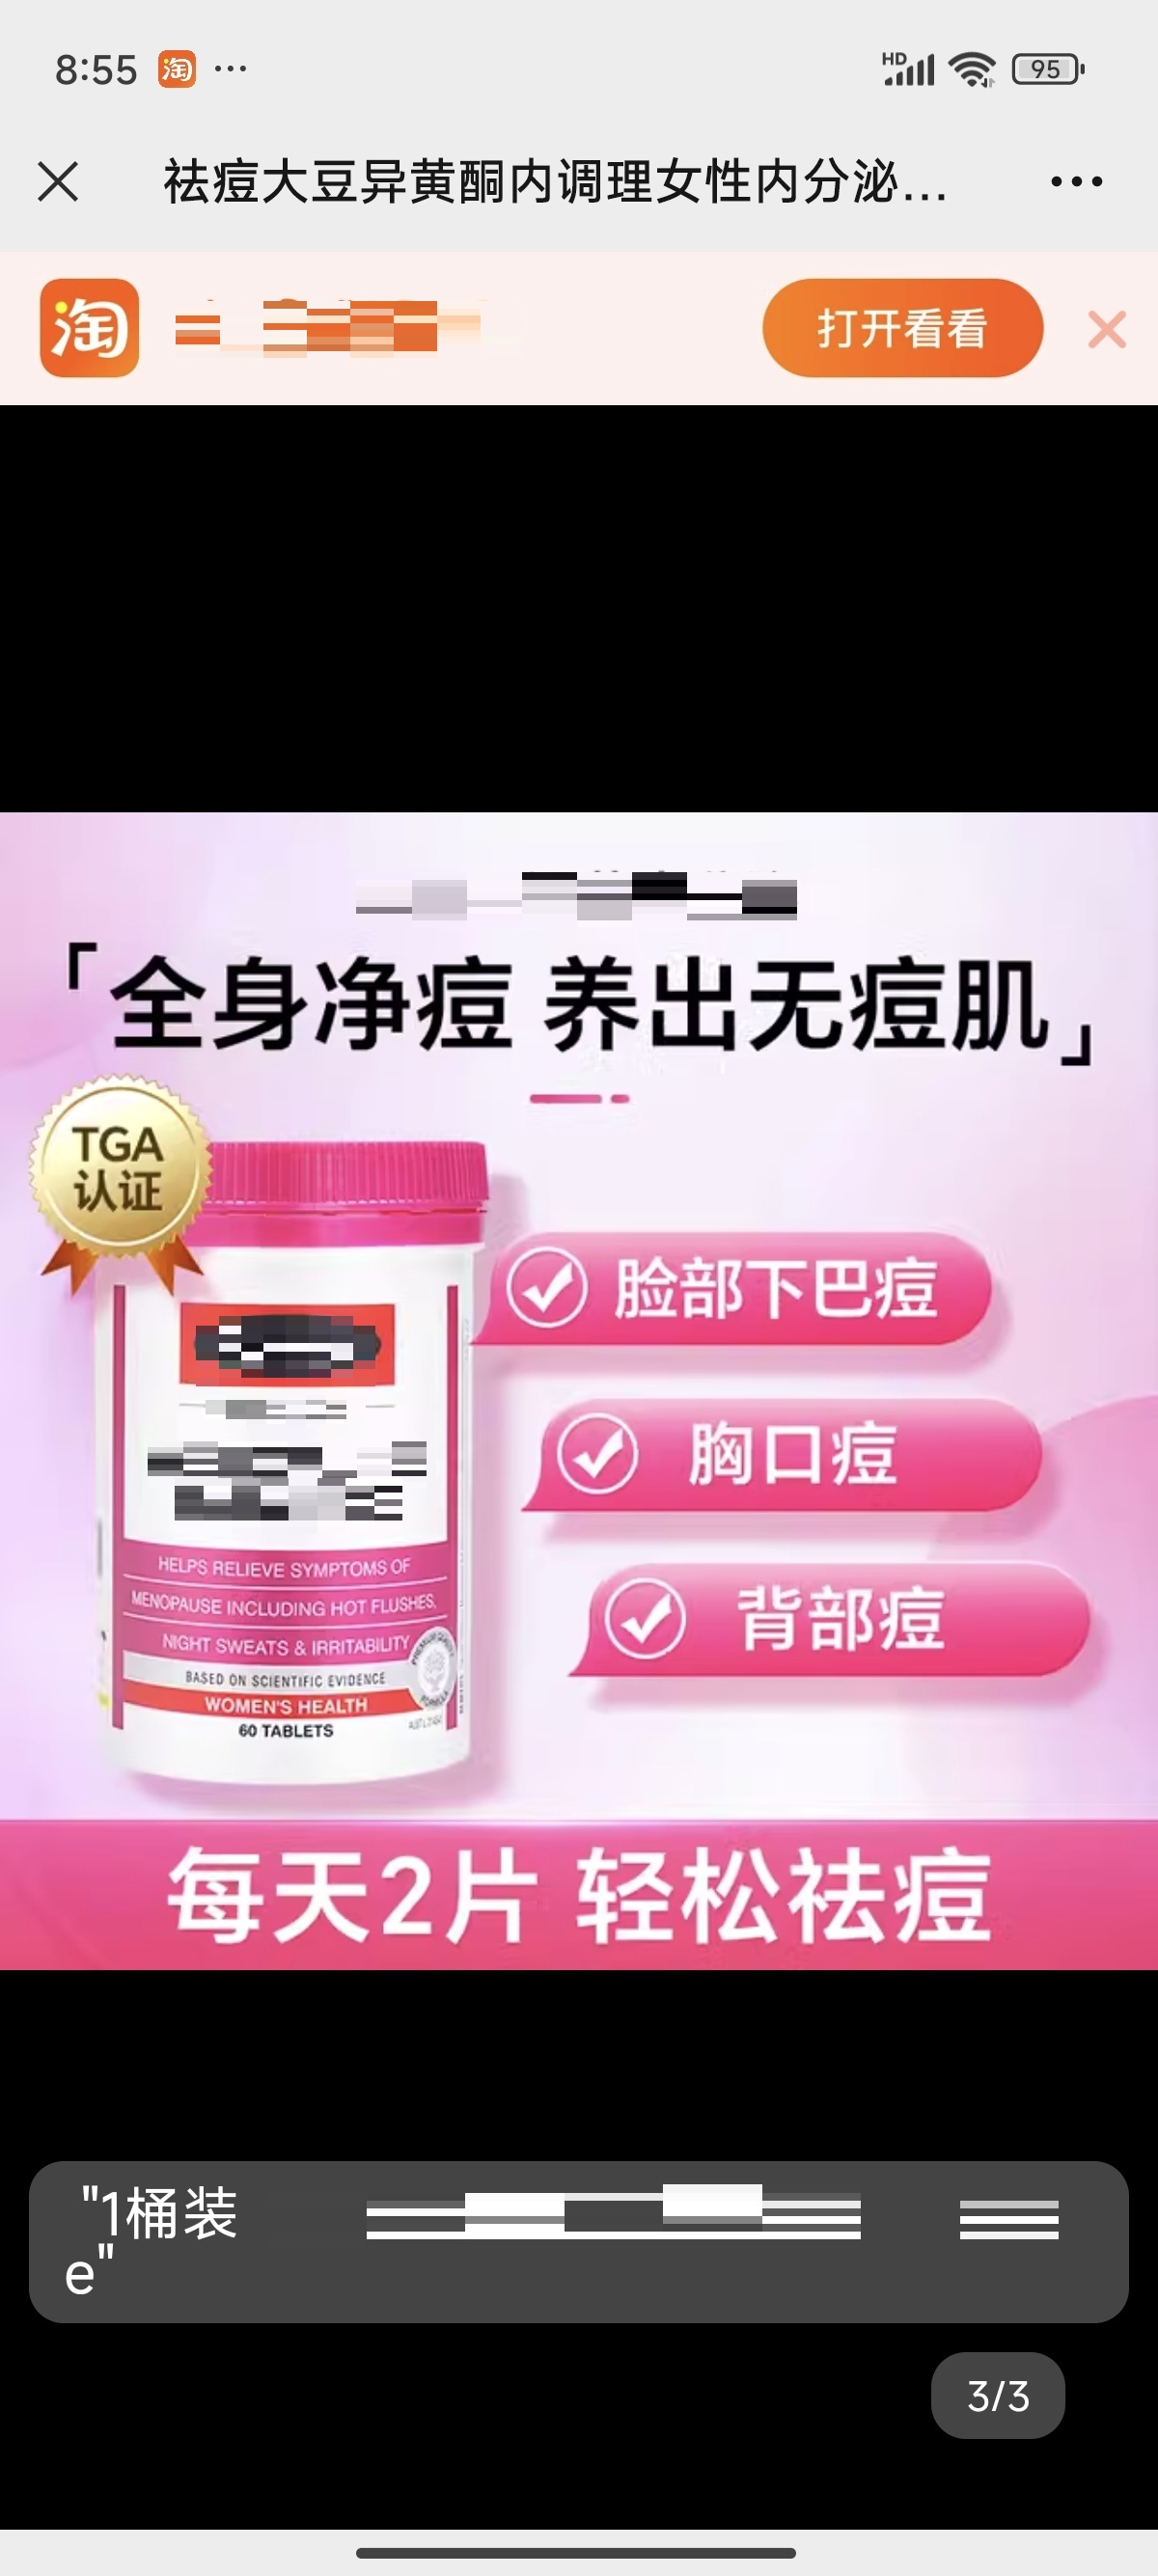 8:55 淘 ... HD 95
祛痘大豆异黄酮内调理女性内分泌...
淘 打开看看
「全身净痘 养出无痘肌」
TGA
认证
脸部下巴痘
胸口痘
背部痘
HELPS RELIEVE SYMPTOMS OF
MENOPAUSE INCLUDING HOT FLUSHES,
NIGHT SWEATS & IRRITABILITY
BASED ON SCIENTIFIC EVIDENCE
WOMEN'S HEALTH
60 TABLETS
每天2片 轻松祛痘
"1桶装
e"
3/3